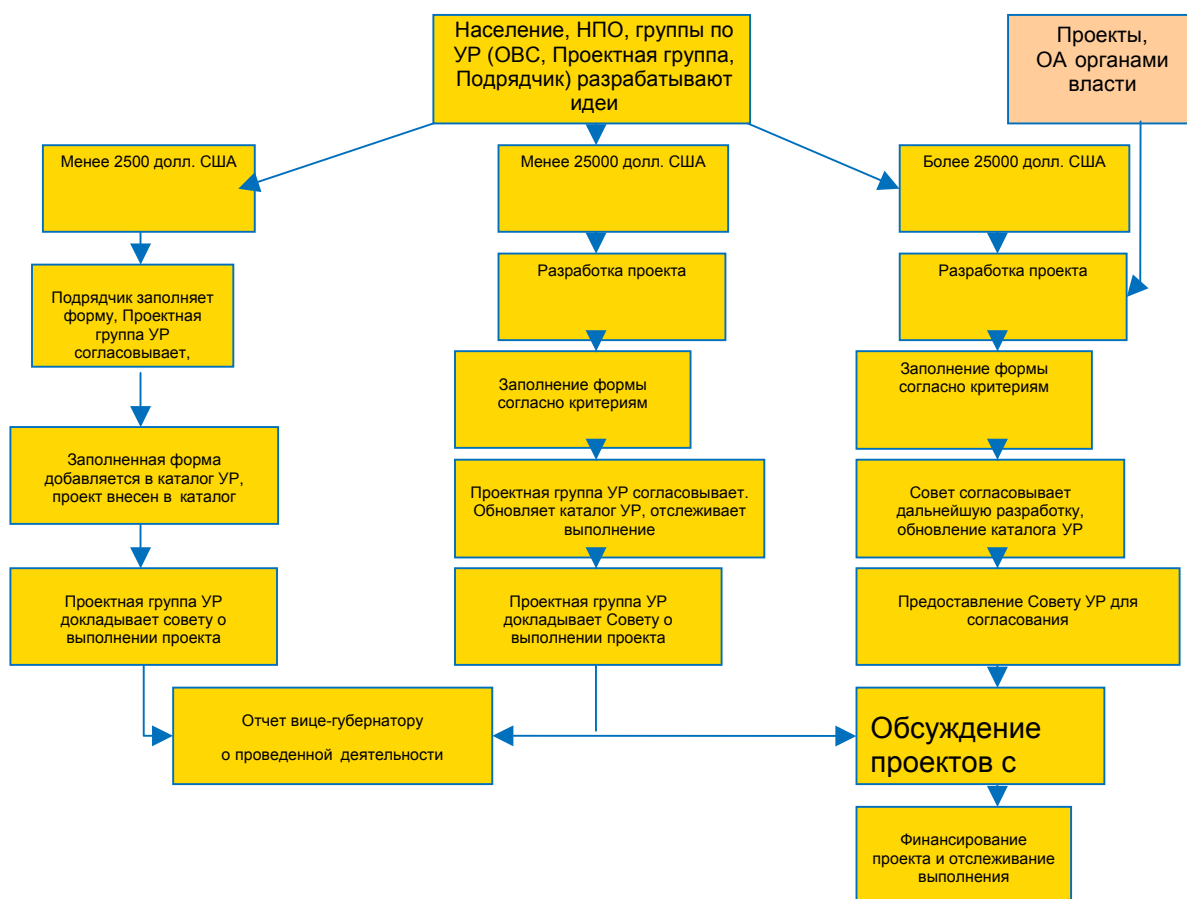 Население, НПО, группы по
УР (ОВС, Проектная группа,
Подрядчик) разрабатывают
идеи
Проекты,
ОА органами
власти
Менее 2500 долл. США
Менее 25000 долл. США
Более 25000 долл. США
Подрядчик заполняет
форму, Проектная
группа УР
согласовывает,
Разработка проекта
Разработка проекта
Заполнение формы
согласно критериям
Заполнение формы
согласно критериям
Заполненная форма
добавляется в каталог УР,
проект внесен в каталог
Проектная группа УР согласовывает.
Обновляет каталог УР, отслеживает
выполнение
Совет согласовывает
дальнейшую разработку,
обновление каталога УР
Проектная группа УР
докладывает совету о
выполнении проекта
Проектная группа УР
докладывает Совету о
выполнении проекта
Предоставление Совету УР для
согласования
Отчет вице-губернатору
о проведенной деятельности
Обсуждение
проектов с
Финансирование
проекта и отслеживание
выполнения